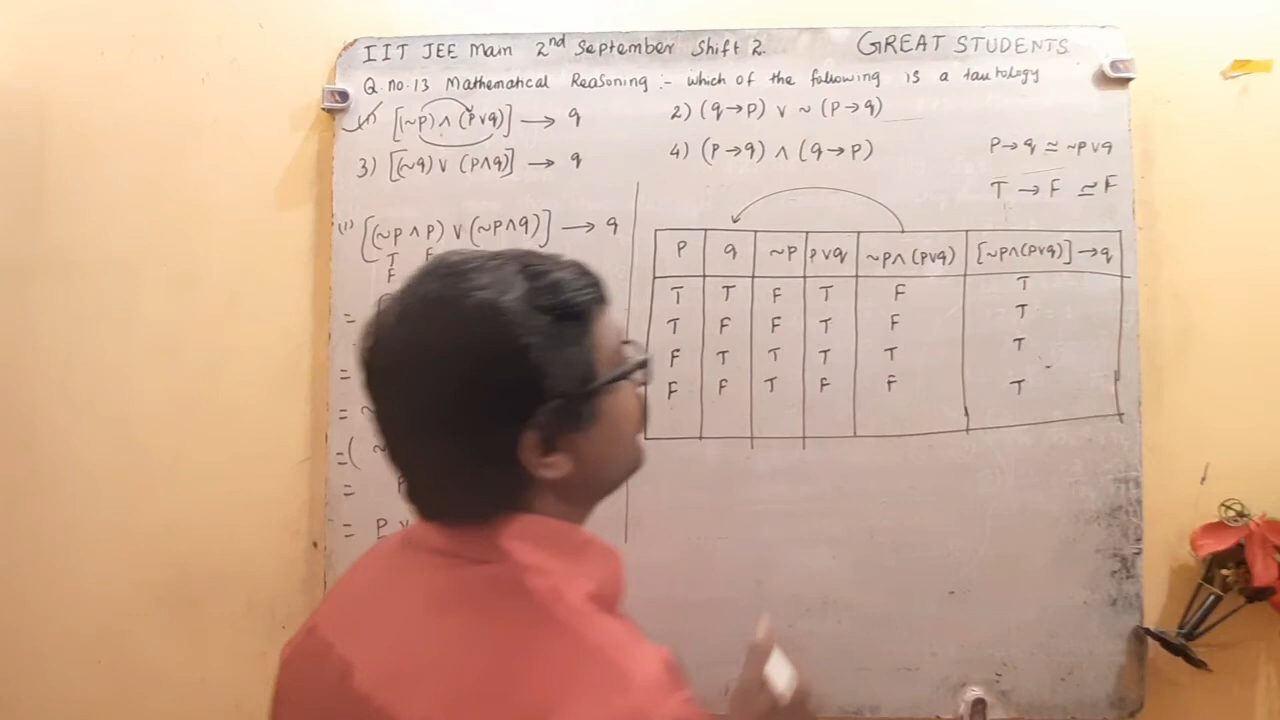 IIT JEE Main 2nd September Shift 2. GREAT STUDENTS
Q.no.13 Mathematical Reasoning :- which of the following is a tautology
(1) [(~p) ∧ (p∨q)] → q 2) (q→p) ∨ ~(p→q)
3) [(~q) ∨ (p∧q)] → q 4) (p→q) ∧ (q→p)
P→q ≃ ~p∨q
T → F ≃ F
(1) [(~p∧p) ∨ (~p∧q)] → q
T F
F
=
=
= ~
=( ~
= P
= P ∨
P q ~p p∨q ~p∧(p∨q) [~p∧(p∨q)]→q
T T F T F T
T F F T F T
F T T T T T
F F T F F T